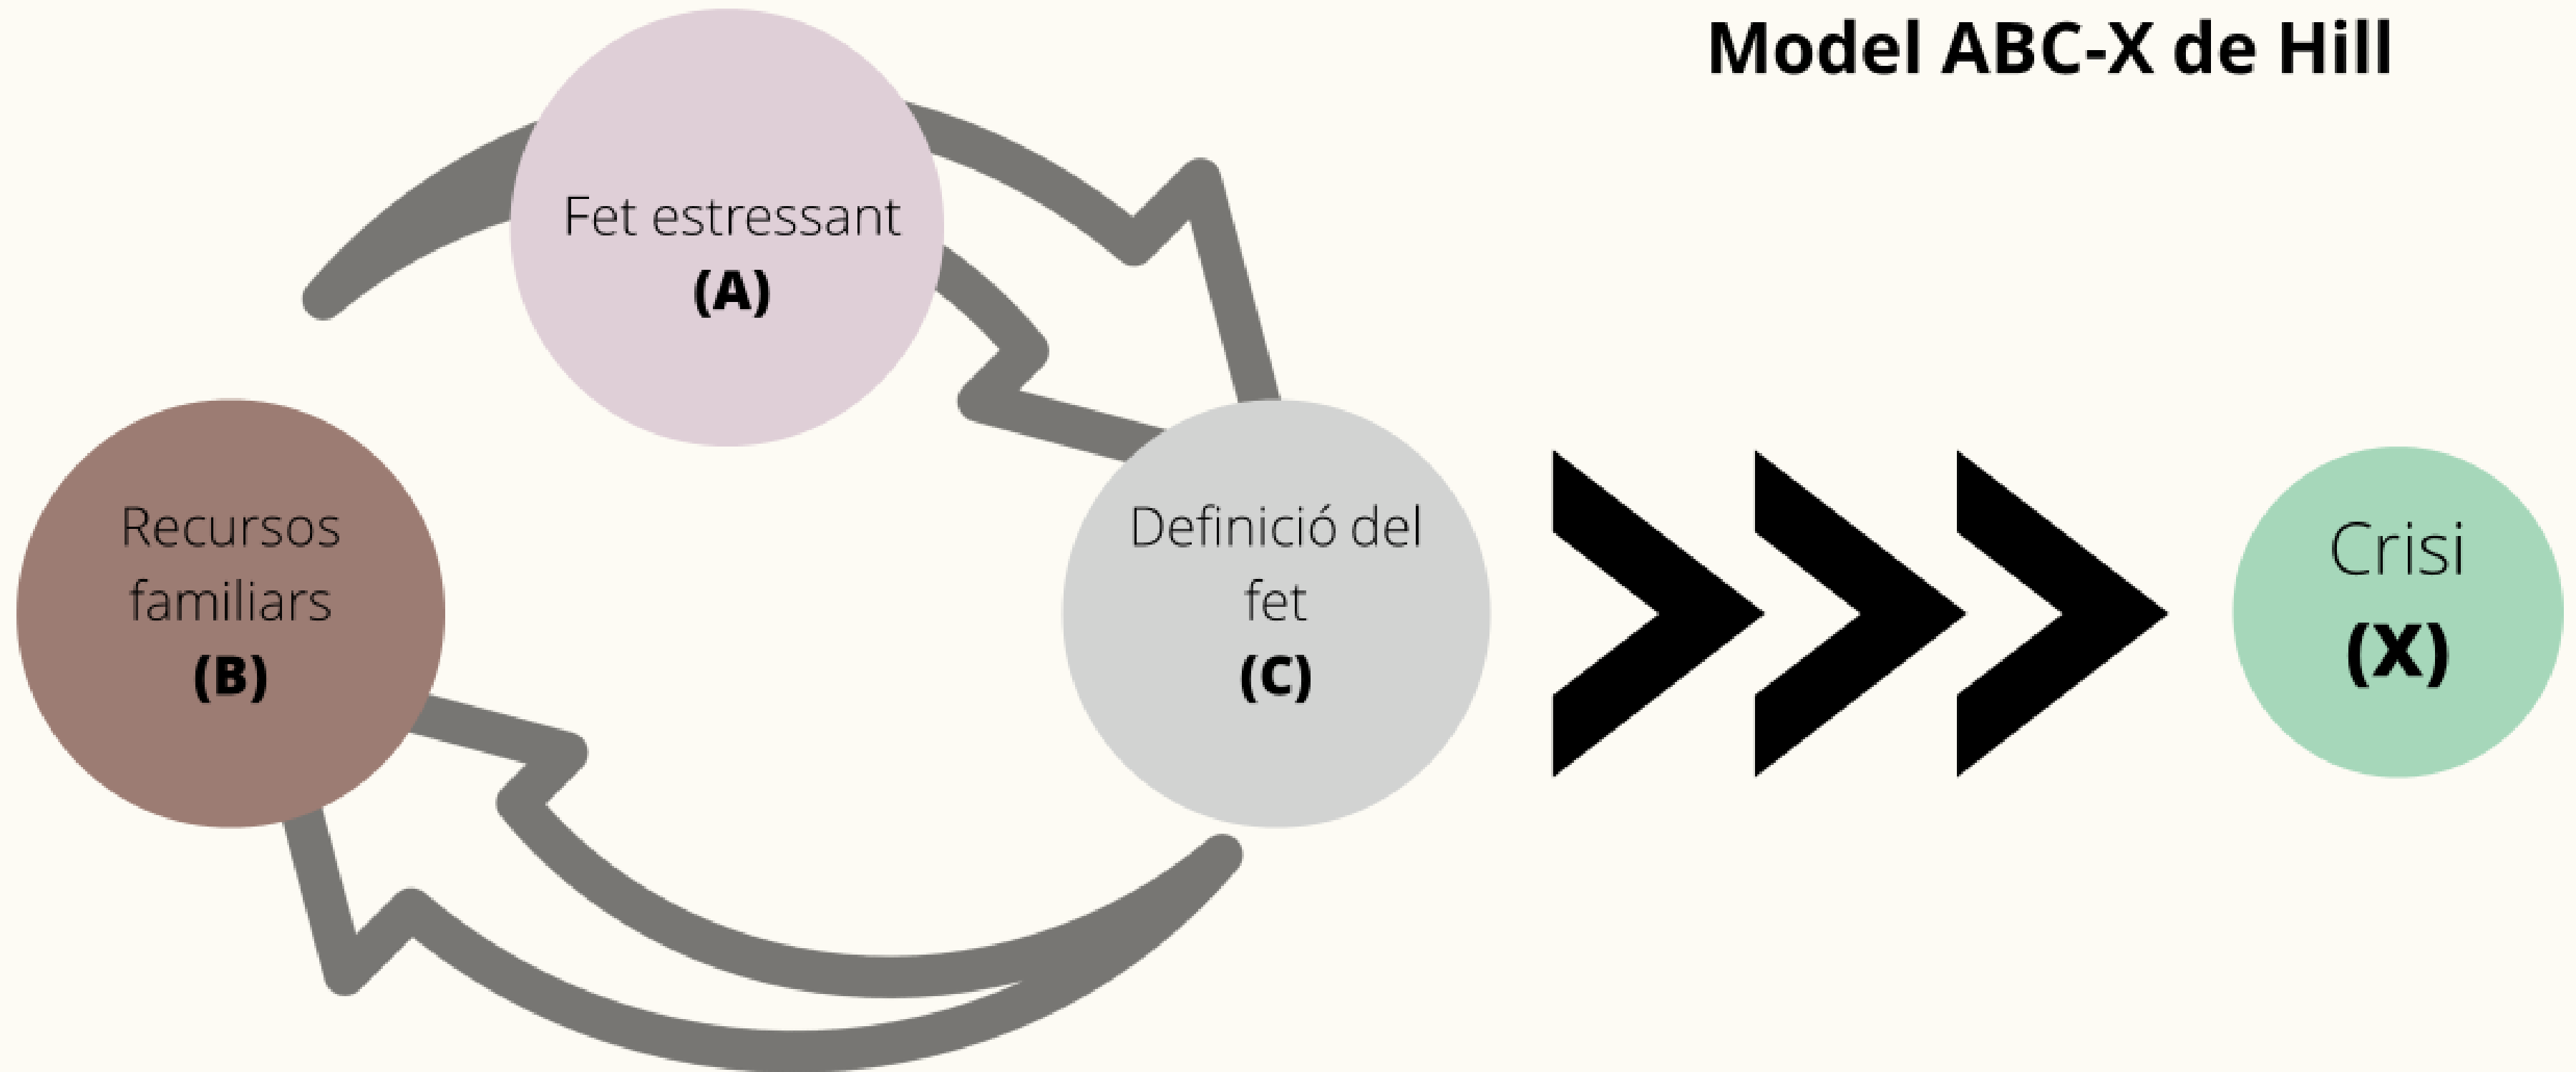 Model ABC-X de Hill
Fet estressant
(A)
Recursos
familiars
(B)
Definició del
fet
(C)
Crisi
(X)